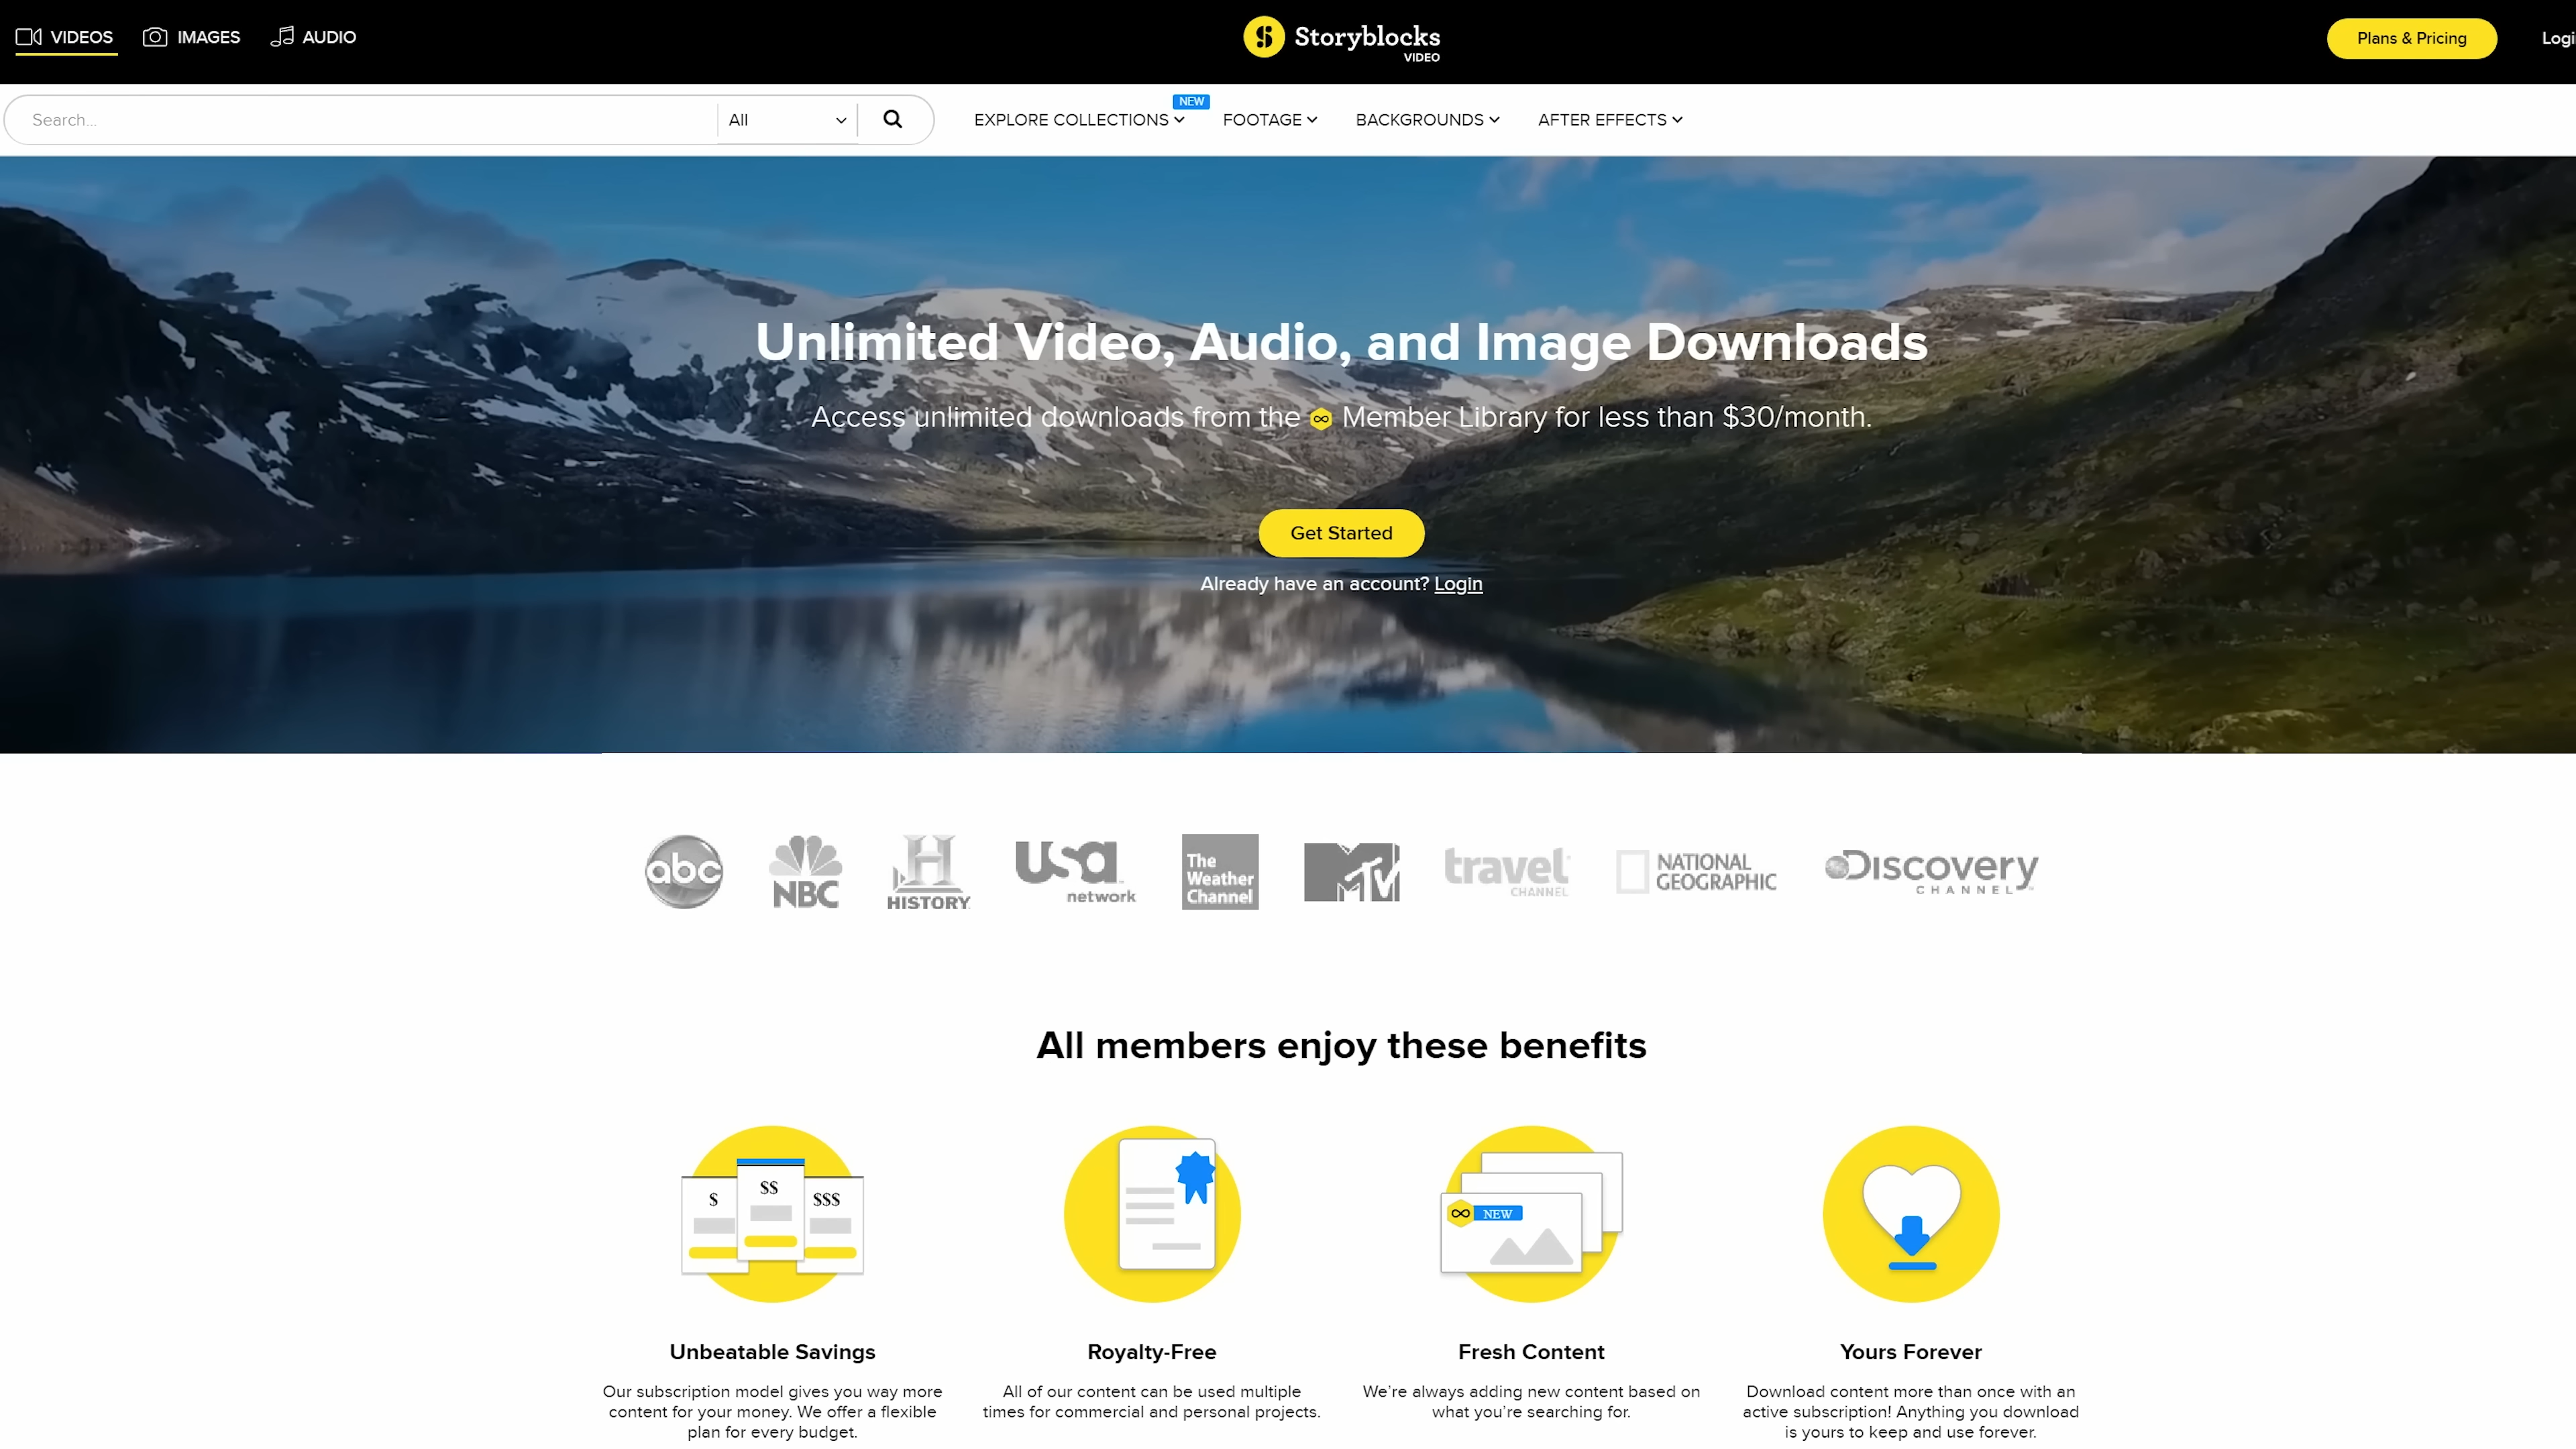 VIDEOS IMAGES AUDIO
Storyblocks
VIDEO
Plans & Pricing
Logi
Search...
All
EXPLORE COLLECTIONS NEW FOOTAGE BACKGROUNDS AFTER EFFECTS
Unlimited Video, Audio, and Image Downloads
Access unlimited downloads from the ∞ Member Library for less than $30/month.
Get Started
Already have an account? Login
abc
NBC
H
HISTORY
usa
network
The
Weather
Channel
MTV
travel
CHANNEL
NATIONAL
GEOGRAPHIC
Discovery
CHANNEL
All members enjoy these benefits
$ $$ $$$
NEW
Unbeatable Savings
Our subscription model gives you way more
content for your money. We offer a flexible
plan for every budget.
Royalty-Free
All of our content can be used multiple
times for commercial and personal projects.
Fresh Content
We're always adding new content based on
what you're searching for.
Yours Forever
Download content more than once with an
active subscription! Anything you download
is yours to keep and use forever.